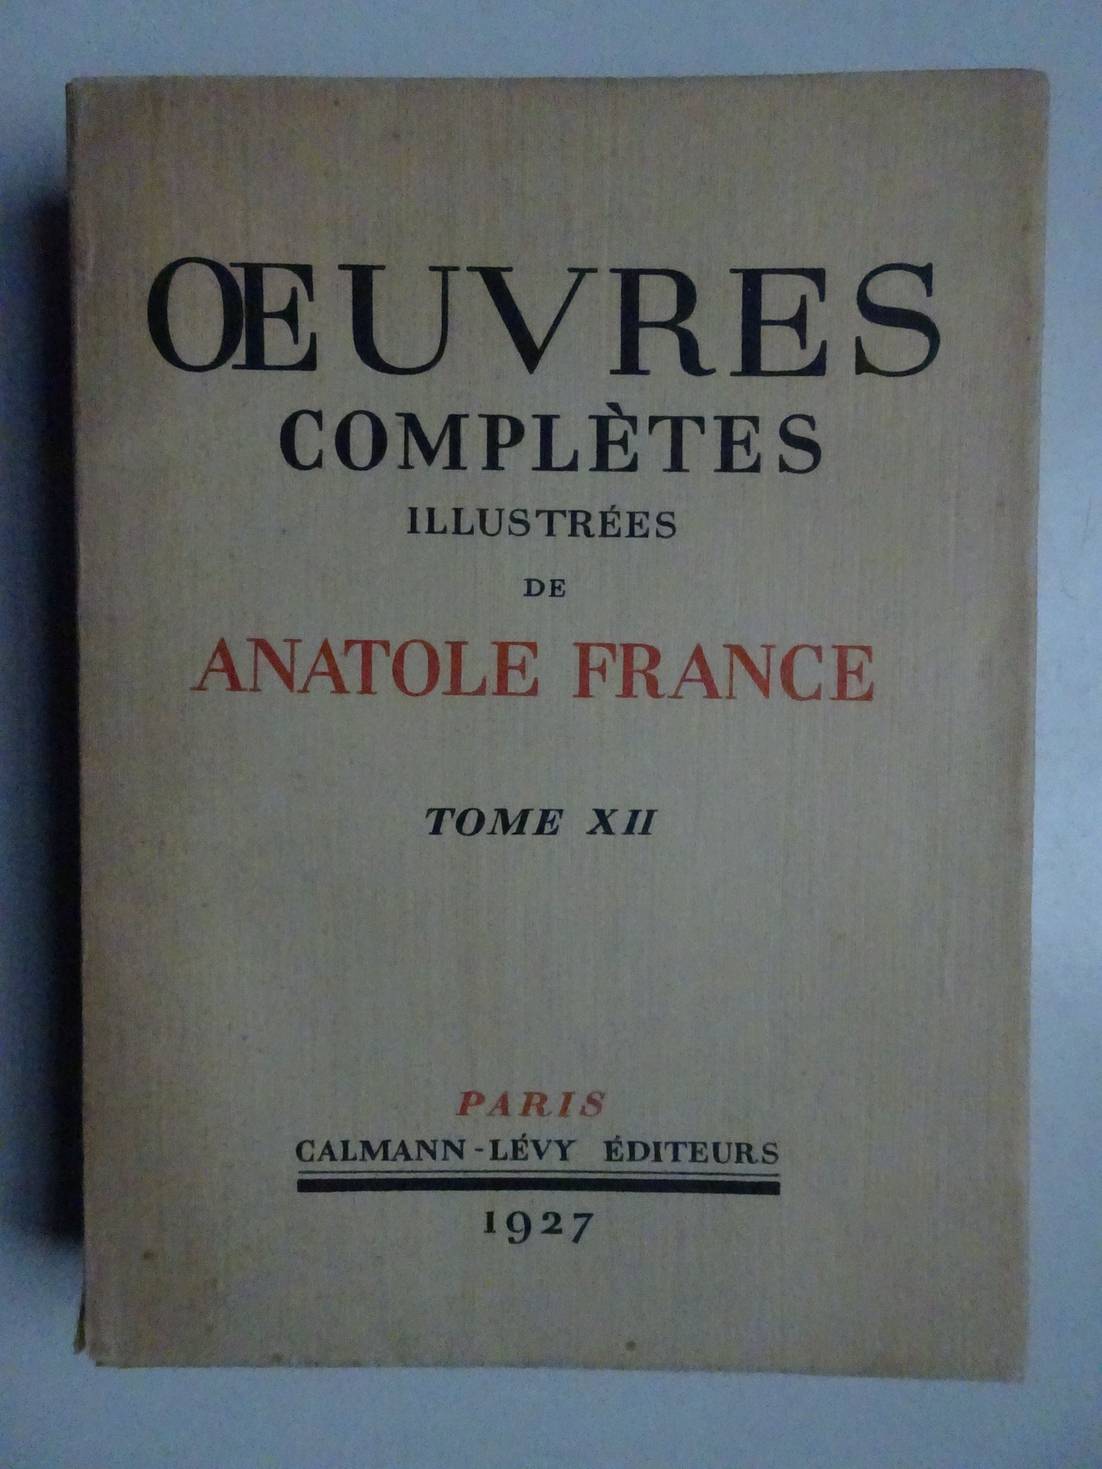 ŒUVRES
COMPLÈTES
ILLUSTRÉES
DE
ANATOLE FRANCE
TOME XII
PARIS
CALMANN-LÉVY ÉDITEURS
1927